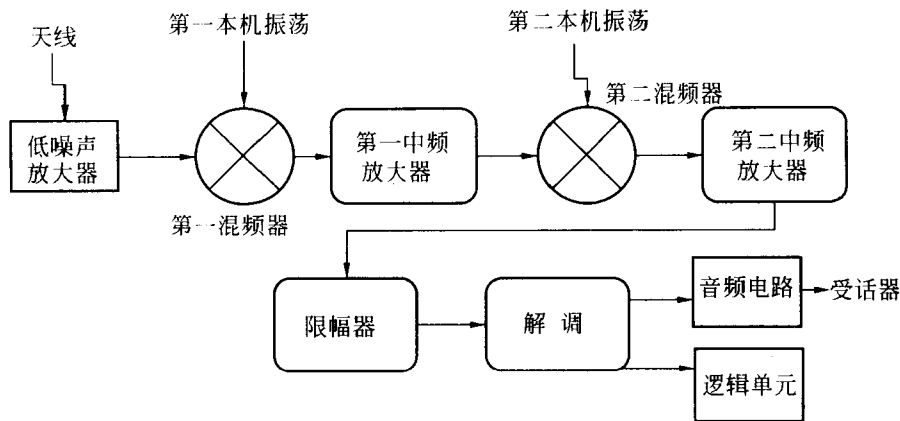 天线
第一本机振荡
第二本机振荡
第二混频器
低噪声
放大器
第一中频
放大器
第二中频
放大器
第一混频器
限幅器
解 调
音频电路
受话器
逻辑单元